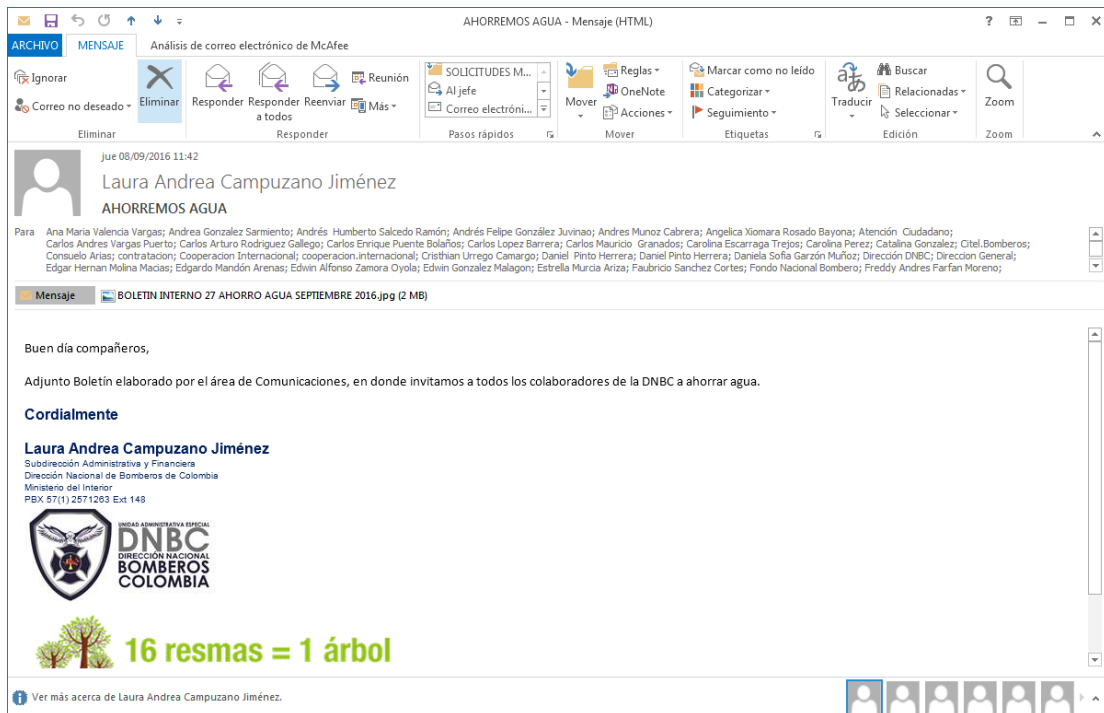 AHORREMOS AGUA - Mensaje (HTML)
ARCHIVO MENSAJE Análisis de correo electrónico de McAfee
Ignorar
Correo no deseado
Eliminar
Eliminar
Responder Responder a todos Reenviar
Reunión
Más
Responder
SOLICITUDES M...
Al jefe
Correo electróni...
Pasos rápidos
Mover
Reglas
OneNote
Acciones
Mover
Marcar como no leído
Categorizar
Seguimiento
Etiquetas
Traducir
Buscar
Relacionadas
Seleccionar
Edición
Zoom
Zoom
jue 08/09/2016 11:42
Laura Andrea Campuzano Jiménez
AHORREMOS AGUA
Para Ana Maria Valencia Vargas; Andrea Gonzalez Sarmiento; Andrés Humberto Salcedo Ramón; Andrés Felipe González Juvinao; Andres Munoz Cabrera; Angelica Xiomara Rosado Bayona; Atención Ciudadano;
Carlos Andres Vargas Puerto; Carlos Arturo Rodriguez Gallego; Carlos Enrique Puente Bolaños; Carlos Lopez Barrera; Carlos Mauricio Granados; Carolina Escarraga Trejos; Carolina Perez; Catalina Gonzalez; Citel.Bomberos;
Consuelo Arias; contratacion; Cooperacion Internacional; cooperacion.internacional; Cristhian Urrego Camargo; Daniel Pinto Herrera; Daniel Pinto Herrera; Daniela Sofia Garzón Muñoz; Dirección DNBC; Direccion General;
Edgar Hernan Molina Macias; Edgardo Mandón Arenas; Edwin Alfonso Zamora Oyola; Edwin Gonzalez Malagon; Estrella Murcia Ariza; Faubricio Sanchez Cortes; Fondo Nacional Bombero; Freddy Andres Farfan Moreno;
Mensaje BOLETIN INTERNO 27 AHORRO AGUA SEPTIEMBRE 2016.jpg (2 MB)
Buen día compañeros,
Adjunto Boletín elaborado por el área de Comunicaciones, en donde invitamos a todos los colaboradores de la DNBC a ahorrar agua.
Cordialmente
Laura Andrea Campuzano Jiménez
Subdirección Administrativa y Financiera
Dirección Nacional de Bomberos de Colombia
Ministerio del Interior
PBX 57(1) 2571263 Ext 148
UNIDAD ADMINISTRATIVA ESPECIAL
DNBC
DIRECCIÓN NACIONAL
BOMBEROS
COLOMBIA
16 resmas = 1 árbol
Ver más acerca de Laura Andrea Campuzano Jiménez.